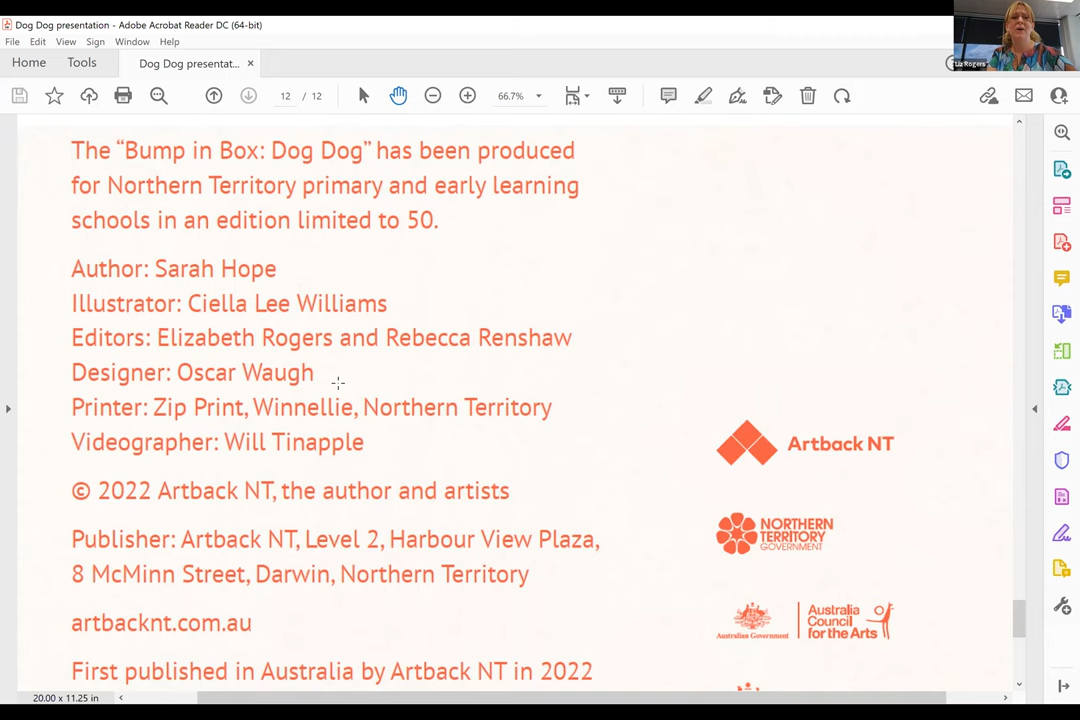 Dog Dog presentation - Adobe Acrobat Reader DC (64-bit)
File Edit View Sign Window Help
Home Tools Dog Dog presentat... ×
12 / 12 66.7%
Liz Rogers
The “Bump in Box: Dog Dog” has been produced
for Northern Territory primary and early learning
schools in an edition limited to 50.
Author: Sarah Hope
Illustrator: Ciella Lee Williams
Editors: Elizabeth Rogers and Rebecca Renshaw
Designer: Oscar Waugh
Printer: Zip Print, Winnellie, Northern Territory
Videographer: Will Tinapple
© 2022 Artback NT, the author and artists
Publisher: Artback NT, Level 2, Harbour View Plaza,
8 McMinn Street, Darwin, Northern Territory
artbacknt.com.au
First published in Australia by Artback NT in 2022
Artback NT
NORTHERN
TERRITORY
GOVERNMENT
Australian Government
Australia
Council
for the Arts
20.00 x 11.25 in